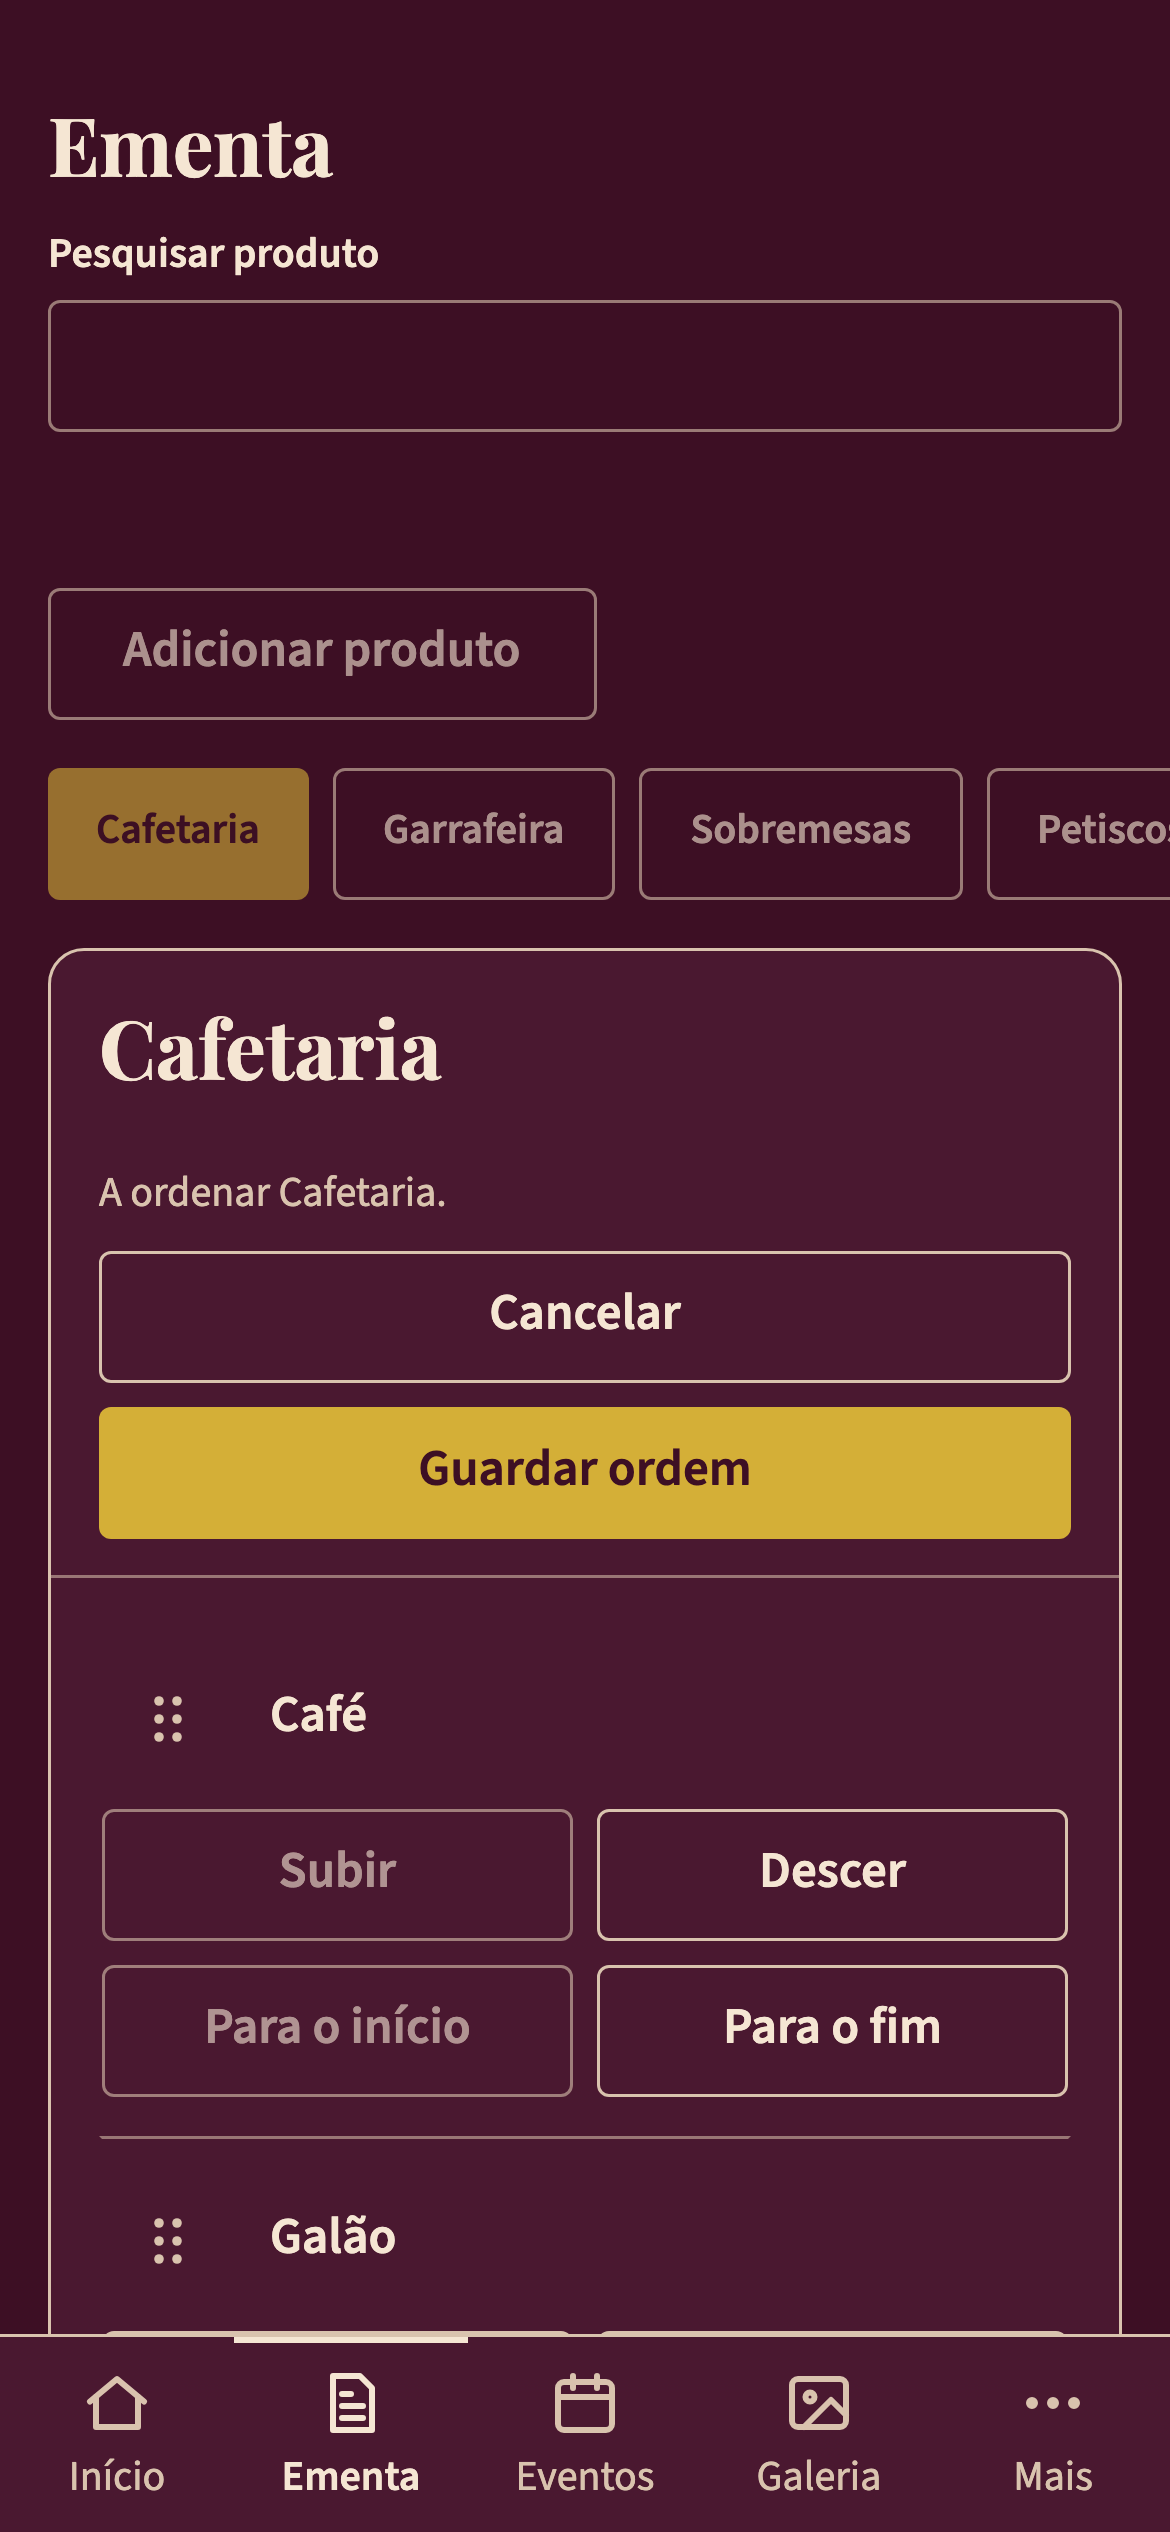 Ementa
Pesquisar produto
Adicionar produto
Cafetaria
Garrafeira
Sobremesas
Petiscos
Cafetaria
A ordenar Cafetaria.
Cancelar
Guardar ordem
Café
Subir
Descer
Para o início
Para o fim
Galão
Início
Ementa
Eventos
Galeria
Mais